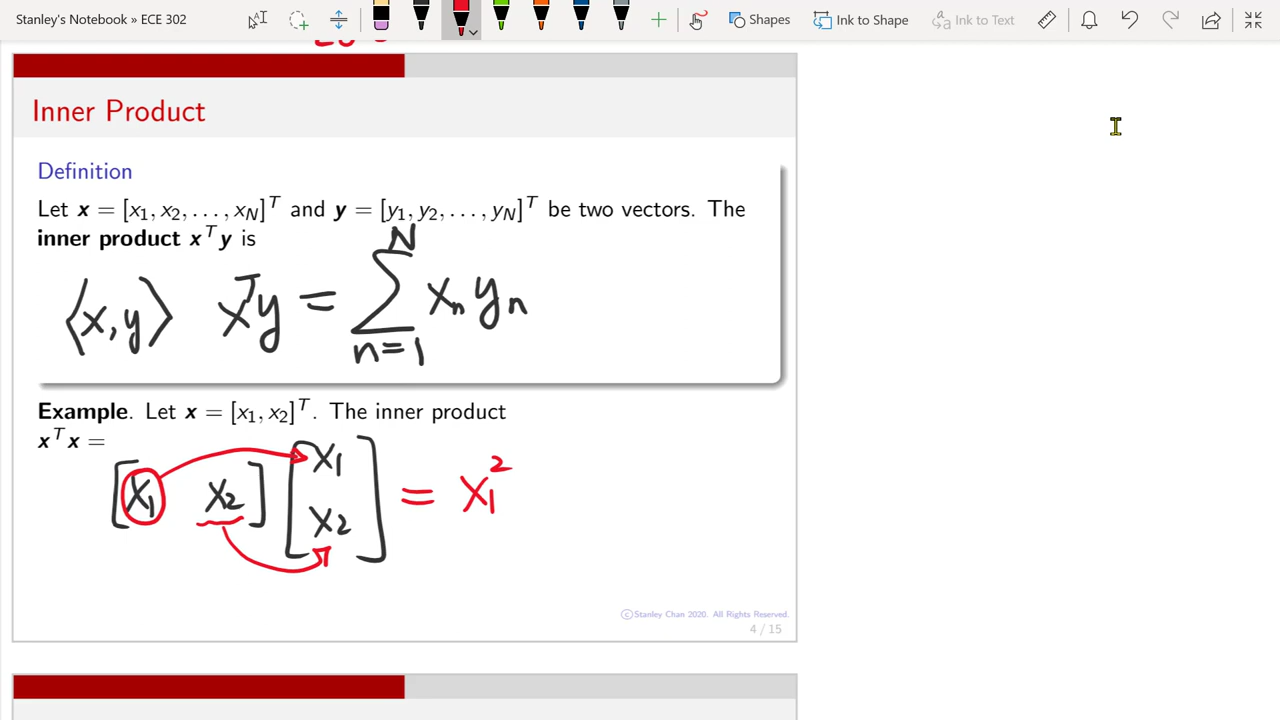 Stanley's Notebook » ECE 302
Shapes
Ink to Shape
Ink to Text
Inner Product
Definition
Let x = [x₁, x₂, . . . , x_N]ᵀ and y = [y₁, y₂, . . . , y_N]ᵀ be two vectors. The
inner product xᵀy is
⟨x, y⟩ xᵀy = ∑_{n=1}^{N} xₙ yₙ
Example. Let x = [x₁, x₂]ᵀ. The inner product
xᵀx =
[x₁ x₂] [x₁ x₂] = x₁²
©Stanley Chan 2020. All Rights Reserved.
4 / 15